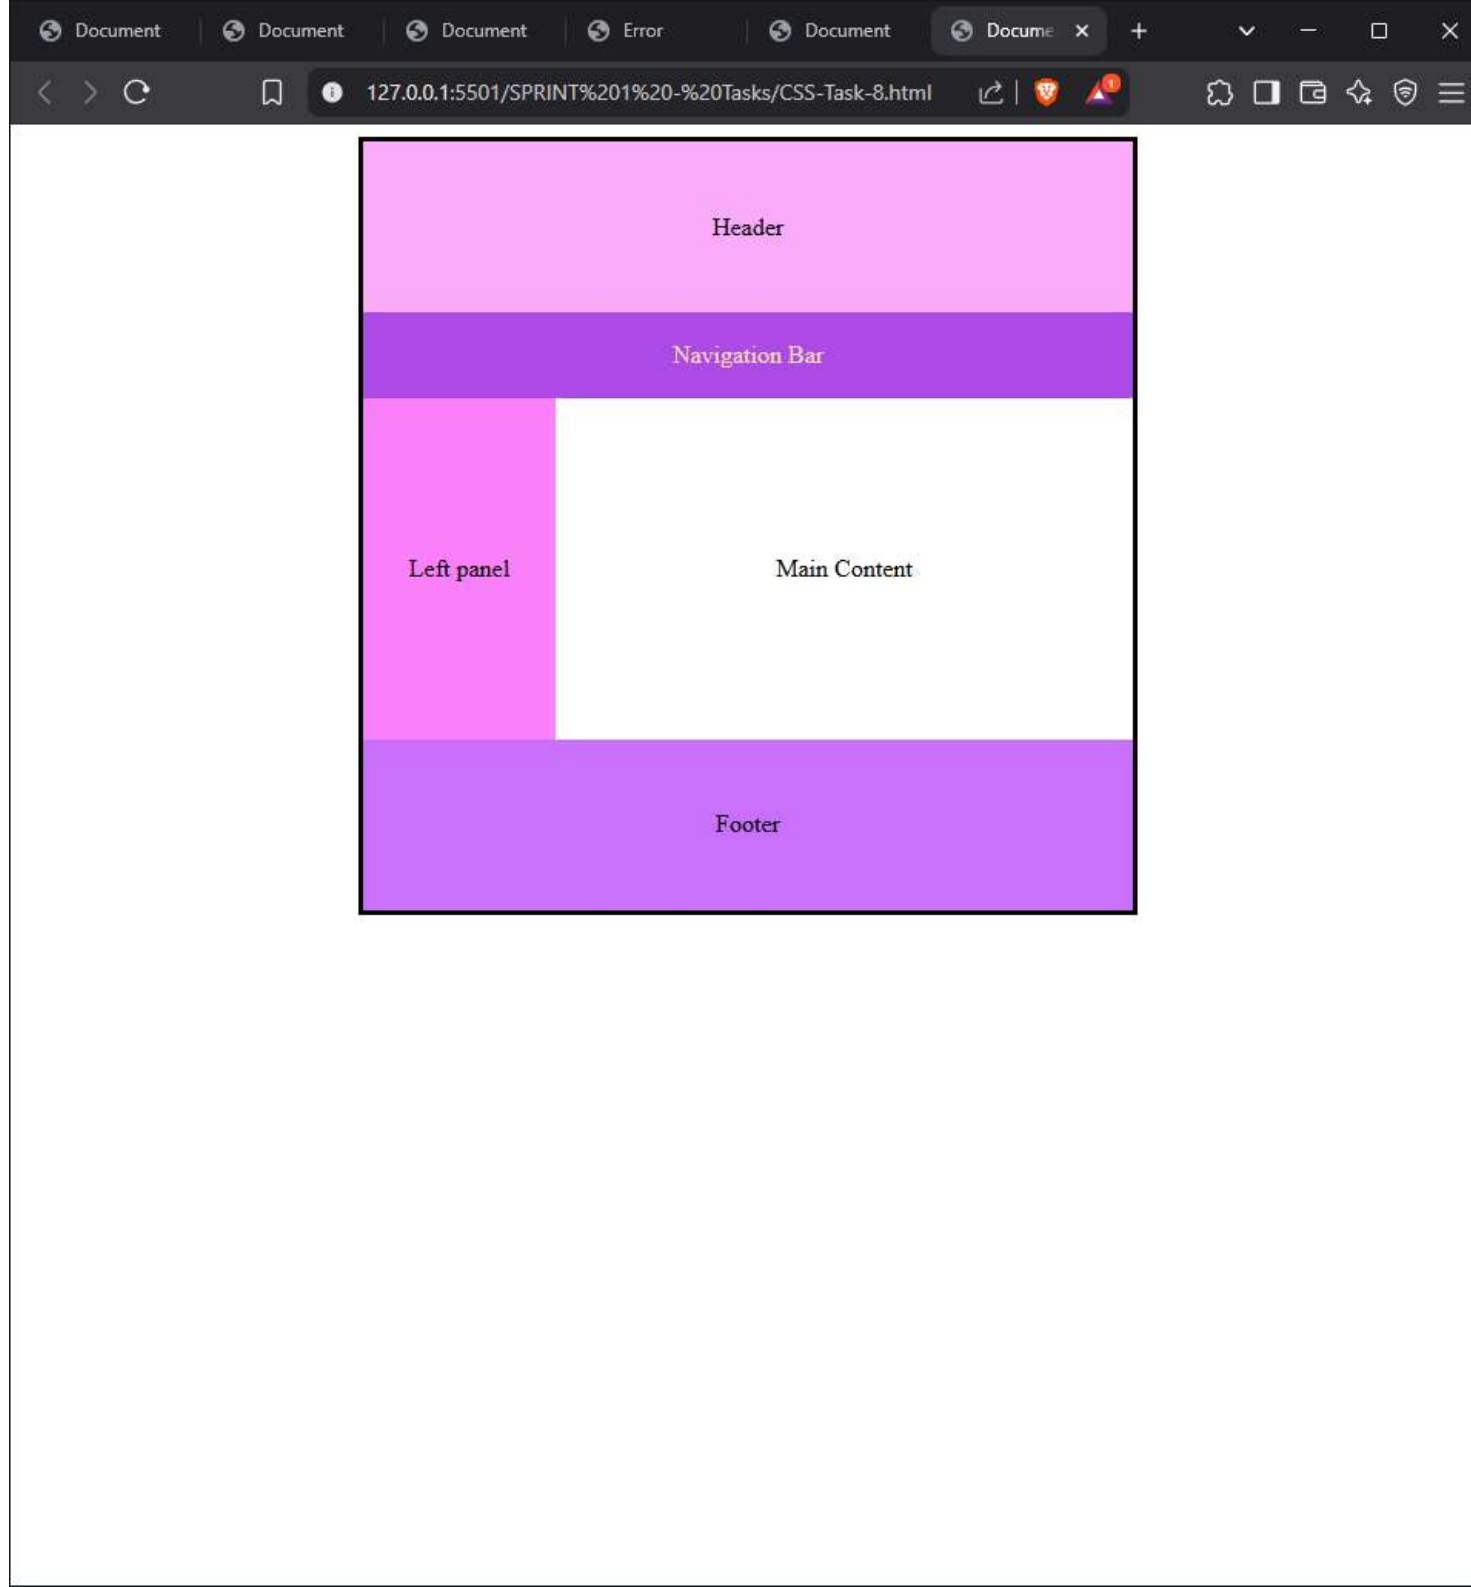 Document Document Document Error Document Docume
127.0.0.1:5501/SPRINT%201%20-%20Tasks/CSS-Task-8.html 1
Header
Navigation Bar
Left panel Main Content
Footer